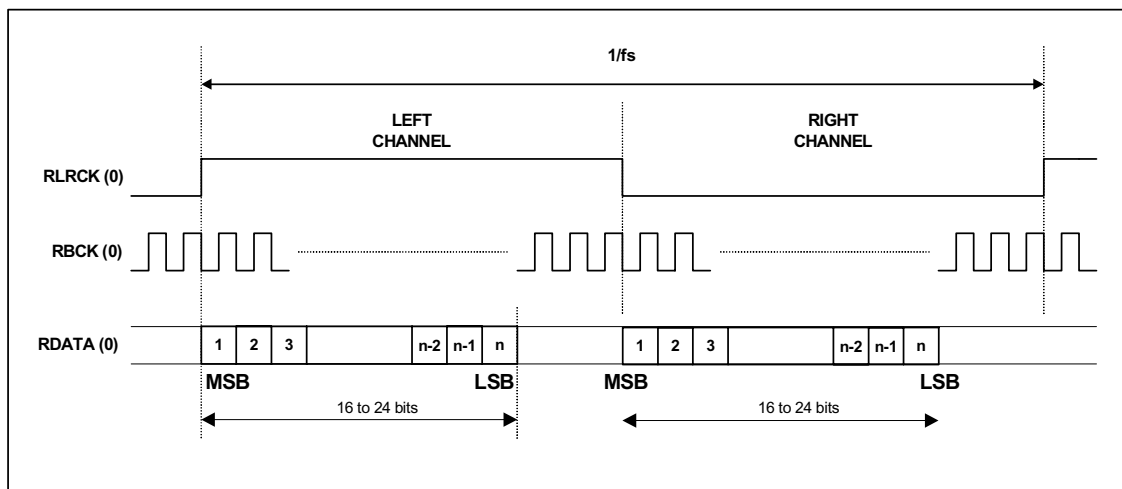 1/fs
LEFT
CHANNEL
RIGHT
CHANNEL
RLRCK (0)
RBCK (0)
RDATA (0)
1 2 3 n-2 n-1 n 1 2 3 n-2 n-1 n
MSB LSB MSB LSB
16 to 24 bits 16 to 24 bits